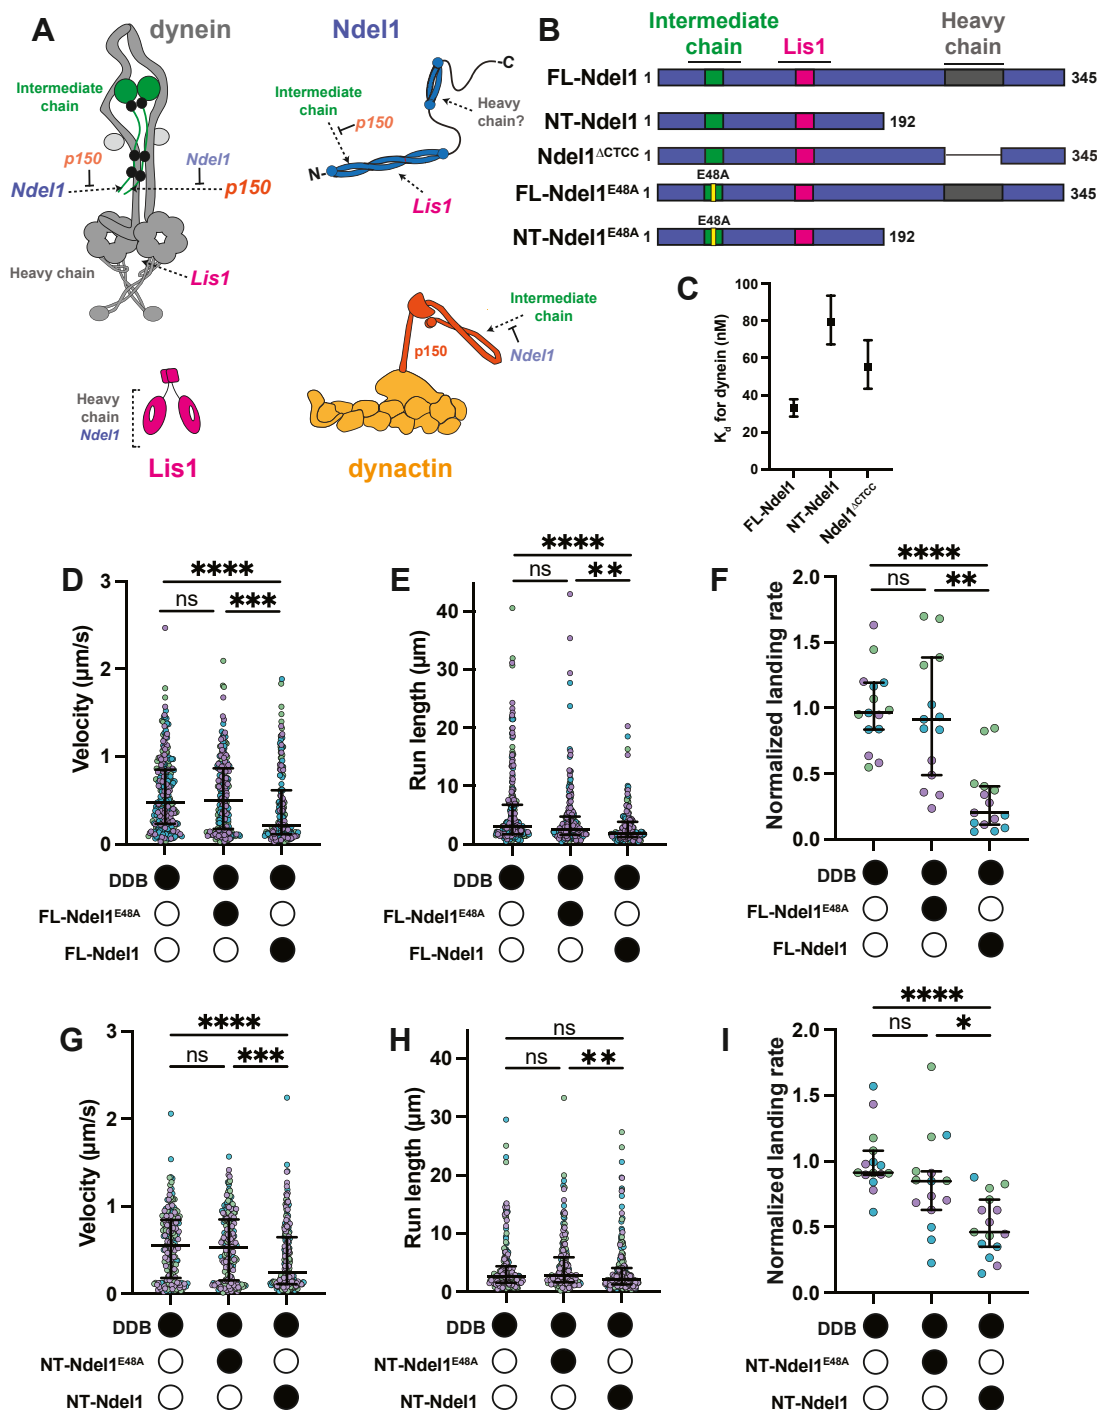 A
dynein
Intermediate
chain
p150
Ndel1
Ndel1
p150
Heavy chain
Lis1
Heavy
chain
Ndel1
Lis1
Ndel1
-C
Intermediate
chain
p150
Heavy
chain?
N-
Lis1
Intermediate
chain
p150
Ndel1
dynactin
B
Intermediate
chain
Lis1
Heavy
chain
FL-Ndel1 1
345
NT-Ndel1 1
192
Ndel1ΔCTCC 1
345
E48A
FL-Ndel1E48A 1
345
E48A
NT-Ndel1E48A 1
192
C
Kd for dynein (nM)
100
80
60
40
20
0
FL-Ndel1
NT-Ndel1
Ndel1ΔCTCC
D
Velocity (µm/s)
3
2
1
0
****
ns
***
DDB
FL-Ndel1E48A
FL-Ndel1
E
Run length (µm)
40
30
20
10
0
****
ns
**
F
Normalized landing rate
2.0
1.5
1.0
0.5
0.0
****
ns
**
DDB
FL-Ndel1E48A
FL-Ndel1
G
Velocity (µm/s)
3
2
1
0
****
ns
***
DDB
NT-Ndel1E48A
NT-Ndel1
H
Run length (µm)
40
30
20
10
0
ns
ns
**
DDB
NT-Ndel1E48A
NT-Ndel1
I
Normalized landing rate
2.0
1.5
1.0
0.5
0.0
****
ns
*
DDB
NT-Ndel1E48A
NT-Ndel1